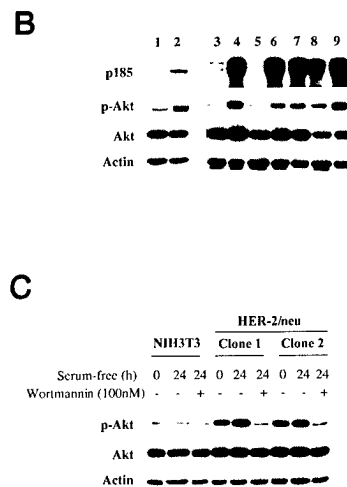 B
1 2 3 4 5 6 7 8 9
p185
p-Akt
Akt
Actin
C
HER-2/neu
NIH3T3 Clone 1 Clone 2
Serum-free (h) 0 24 24 0 24 24 0 24 24
Wortmannin (100nM) - - + - - + - - +
p-Akt
Akt
Actin